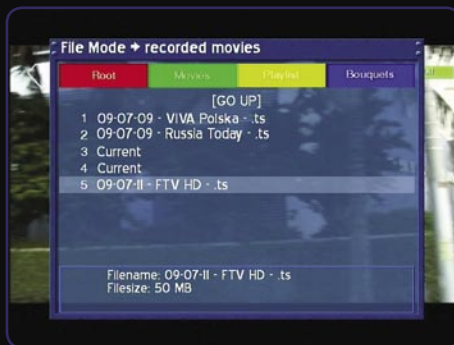 File Mode → recorded movies
Root Movies Playlist Bouquets
[GO UP]
1 09-07-09 - VIVA Polska - .ts
2 09-07-09 - Russia Today - .ts
3 Current
4 Current
5 09-07-11 - FTV HD - .ts
Filename: 09-07-11 - FTV HD - .ts
Filesize: 50 MB